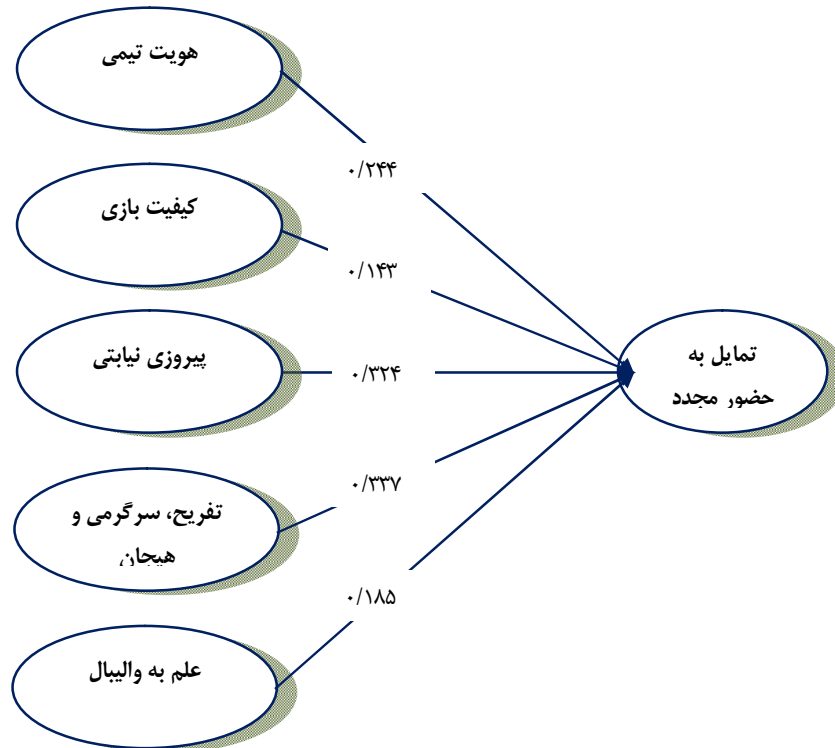 هویت تیمی
۰/۲۴۴
کیفیت بازی
۰/۱۴۳
پیروزی نیابتی
۰/۳۲۴
تمایل به
حضور مجدد
تفریح، سرگرمی و
هیجان
۰/۳۳۷
علم به والیبال
۰/۱۸۵